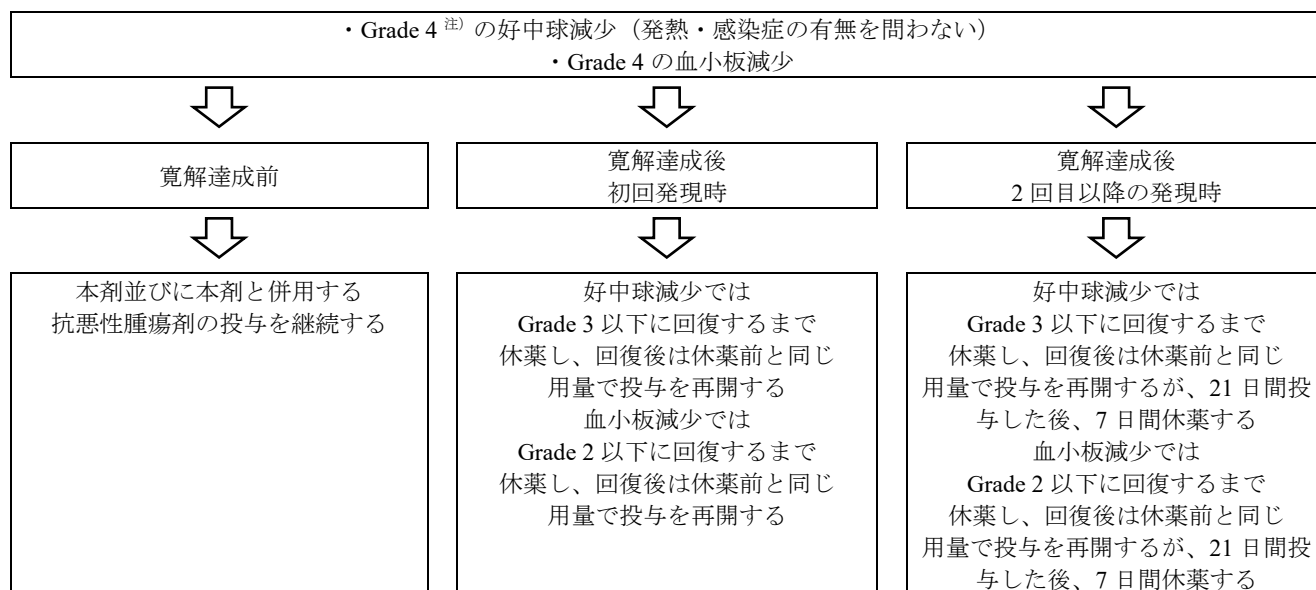 ・Grade 4 注) の好中球減少（発熱・感染症の有無を問わない）
・Grade 4 の血小板減少
寛解達成前
寛解達成後
初回発現時
寛解達成後
2 回目以降の発現時
本剤並びに本剤と併用する
抗悪性腫瘍剤の投与を継続する
好中球減少では
Grade 3 以下に回復するまで
休薬し、回復後は休薬前と同じ
用量で投与を再開する
血小板減少では
Grade 2 以下に回復するまで
休薬し、回復後は休薬前と同じ
用量で投与を再開する
好中球減少では
Grade 3 以下に回復するまで
休薬し、回復後は休薬前と同じ
用量で投与を再開するが、21 日間投
与した後、7 日間休薬する
血小板減少では
Grade 2 以下に回復するまで
休薬し、回復後は休薬前と同じ
用量で投与を再開するが、21 日間投
与した後、7 日間休薬する